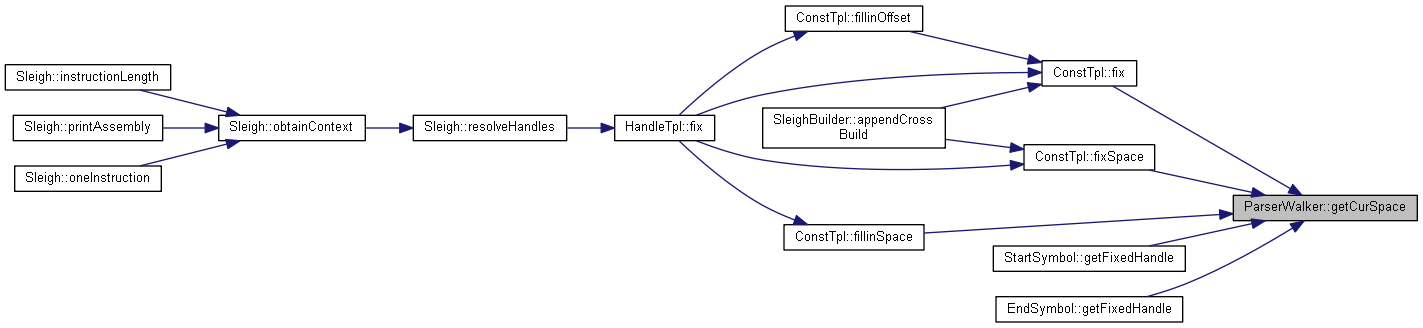 ConstTpl::fillinOffset
Sleigh::instructionLength
ConstTpl::fix
Sleigh::printAssembly
Sleigh::obtainContext
Sleigh::resolveHandles
HandleTpl::fix
SleighBuilder::appendCross
Build
ConstTpl::fixSpace
Sleigh::oneInstruction
ParserWalker::getCurSpace
ConstTpl::fillinSpace
StartSymbol::getFixedHandle
EndSymbol::getFixedHandle